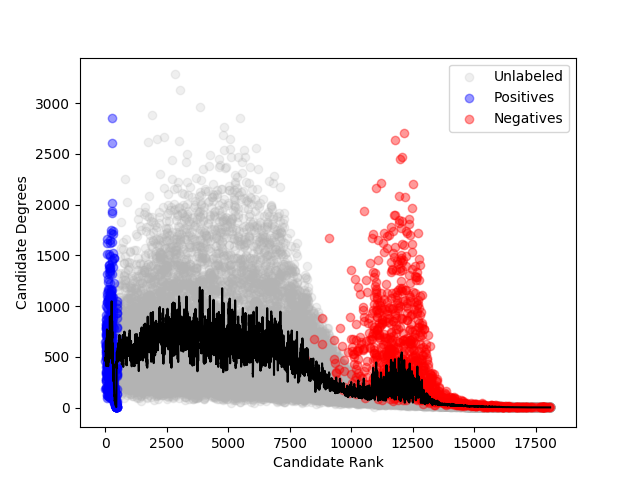 Unlabeled
Positives
Negatives
3000
2500
2000
1500
1000
500
0
Candidate Degrees
0 2500 5000 7500 10000 12500 15000 17500
Candidate Rank